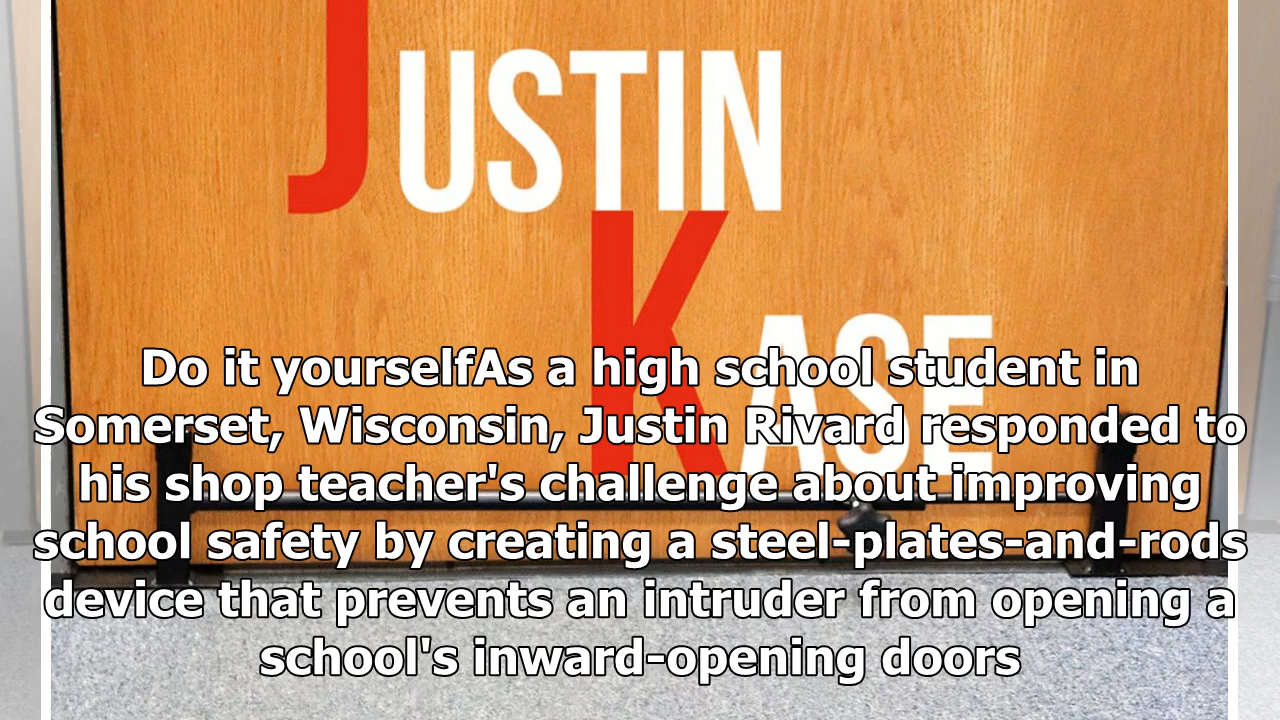 JUSTIN
KASE
Do it yourselfAs a high school student in
Somerset, Wisconsin, Justin Rivard responded to
his shop teacher's challenge about improving
school safety by creating a steel-plates-and-rods
device that prevents an intruder from opening a
school's inward-opening doors